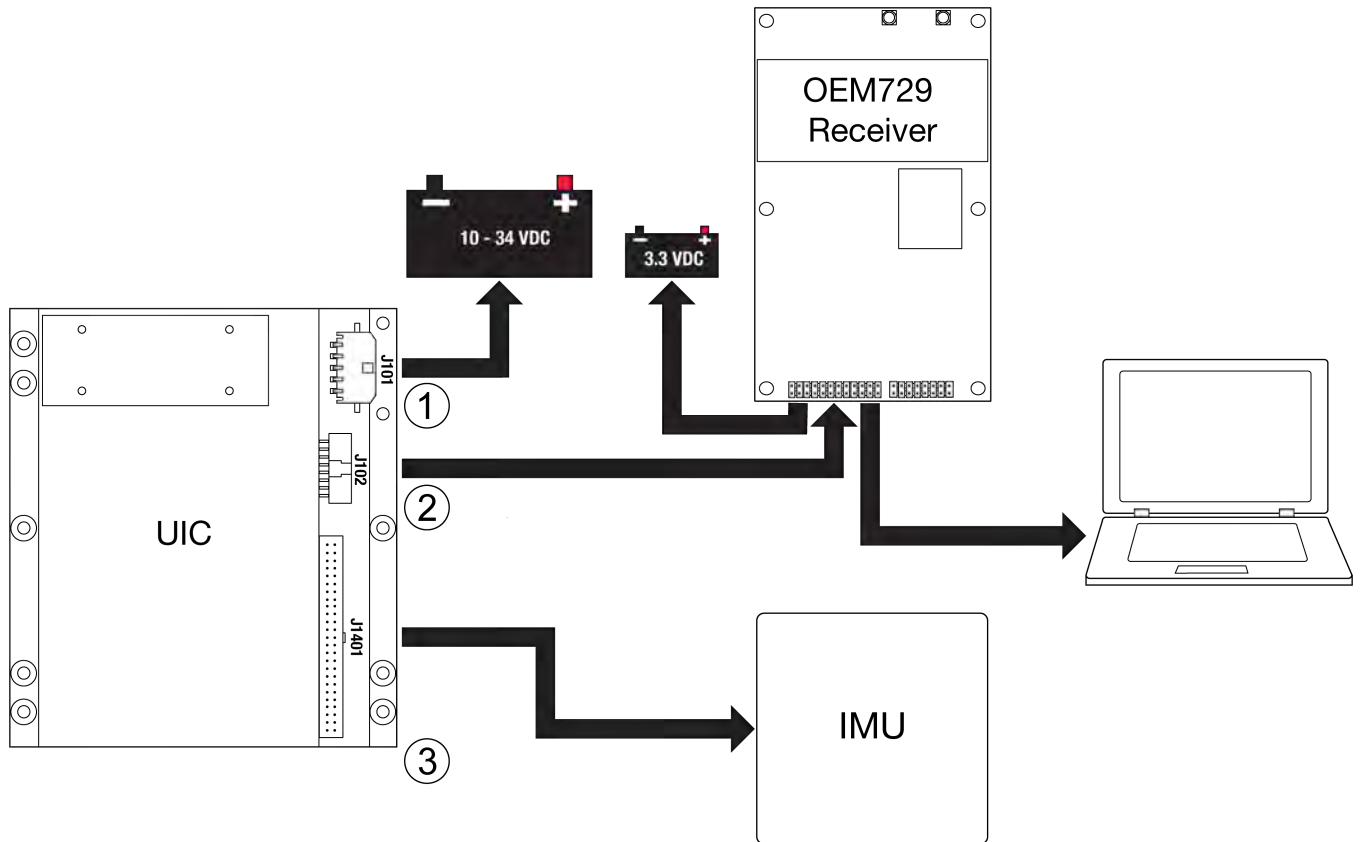 OEM729
Receiver
− +
10 - 34 VDC
− +
3.3 VDC
J101
1
J102
2
UIC
J1401
3
IMU